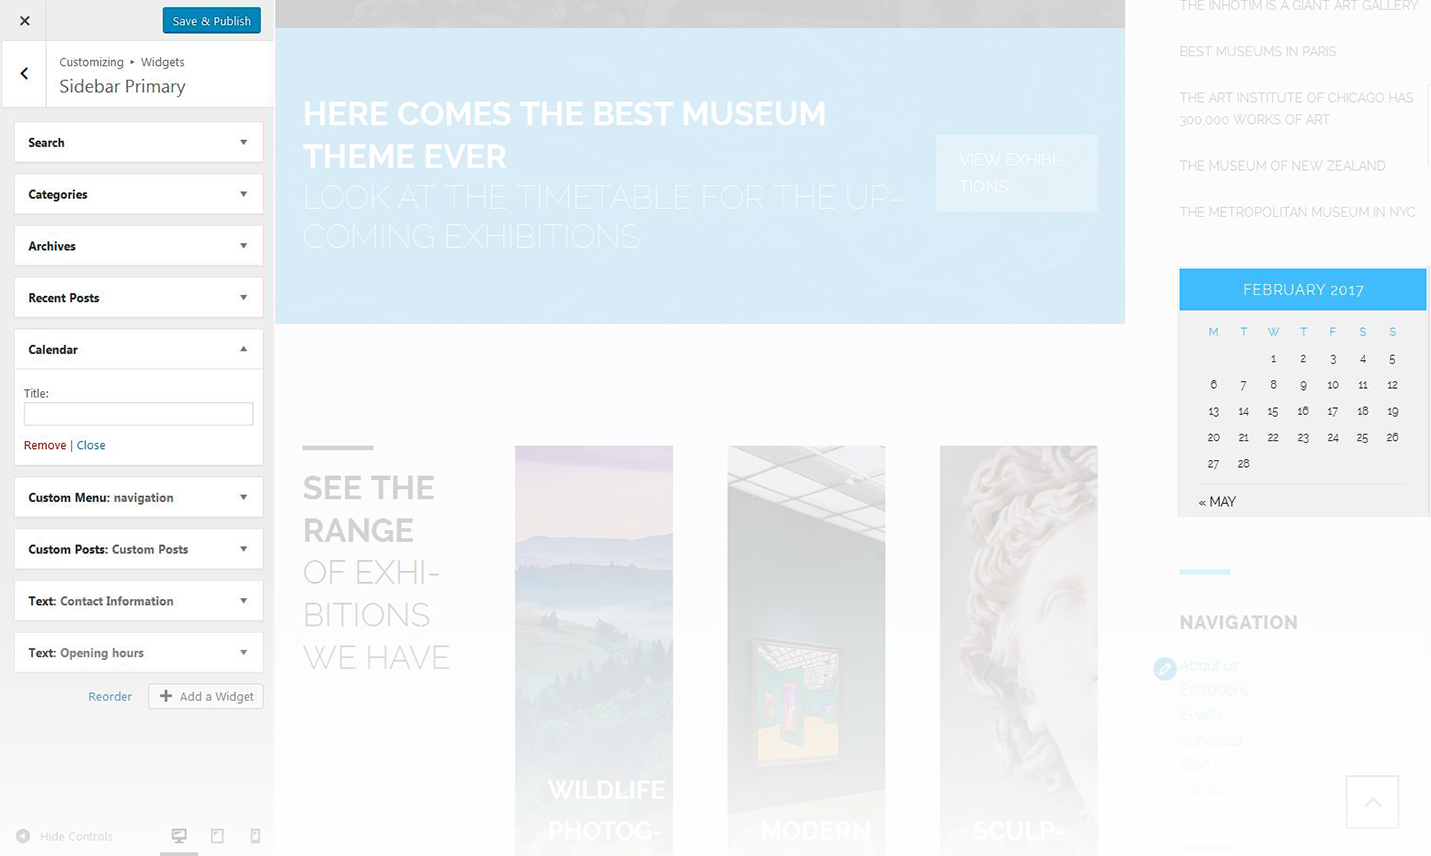 Save & Publish
Customizing ▸ Widgets
Sidebar Primary
Search
Categories
Archives
Recent Posts
Calendar
Title:
Remove | Close
Custom Menu: navigation
Custom Posts: Custom Posts
Text: Contact Information
Text: Opening hours
Reorder
Add a Widget
Hide Controls
HERE COMES THE BEST MUSEUM
THEME EVER
LOOK AT THE TIMETABLE FOR THE UP-
COMING EXHIBITIONS
VIEW EXHIBI-
TIONS
SEE THE
RANGE
OF EXHI-
BITIONS
WE HAVE
WILDLIFE
PHOTOG-
MODERN
SCULP-
THE INHOTIM IS A GIANT ART GALLERY
BEST MUSEUMS IN PARIS
THE ART INSTITUTE OF CHICAGO HAS
300,000 WORKS OF ART
THE MUSEUM OF NEW ZEALAND
THE METROPOLITAN MUSEUM IN NYC
FEBRUARY 2017
M T W T F S S
1 2 3 4 5
6 7 8 9 10 11 12
13 14 15 16 17 18 19
20 21 22 23 24 25 26
27 28
« MAY
NAVIGATION
About us
Exhibitions
Events
Schedule
Blog
Contacts